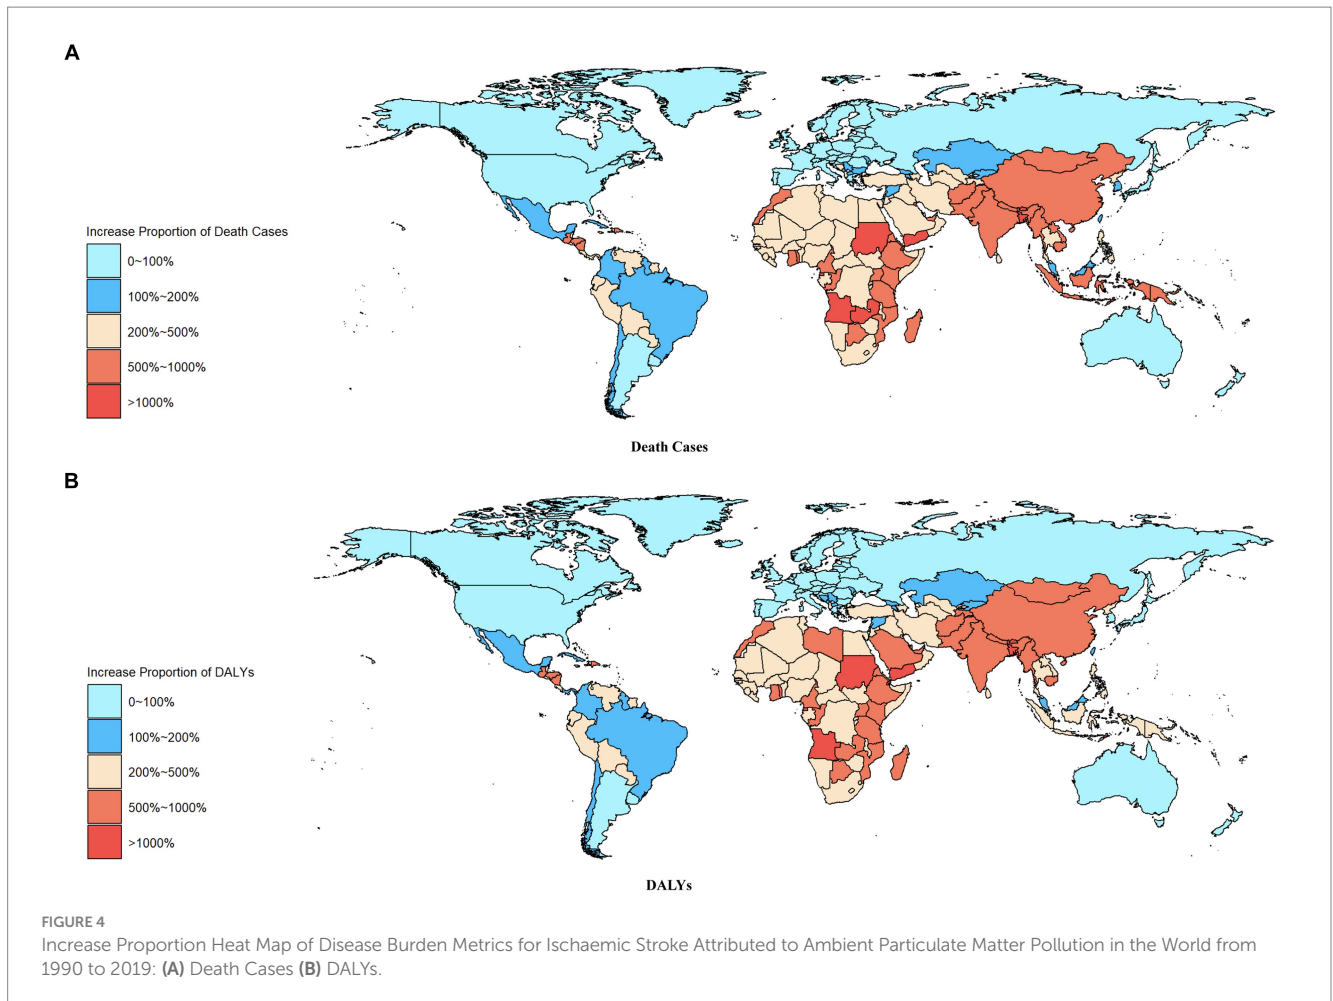 A
Increase Proportion of Death Cases
0~100%
100%~200%
200%~500%
500%~1000%
>1000%
Death Cases
B
Increase Proportion of DALYs
0~100%
100%~200%
200%~500%
500%~1000%
>1000%
DALYs
FIGURE 4
Increase Proportion Heat Map of Disease Burden Metrics for Ischaemic Stroke Attributed to Ambient Particulate Matter Pollution in the World from
1990 to 2019: (A) Death Cases (B) DALYs.